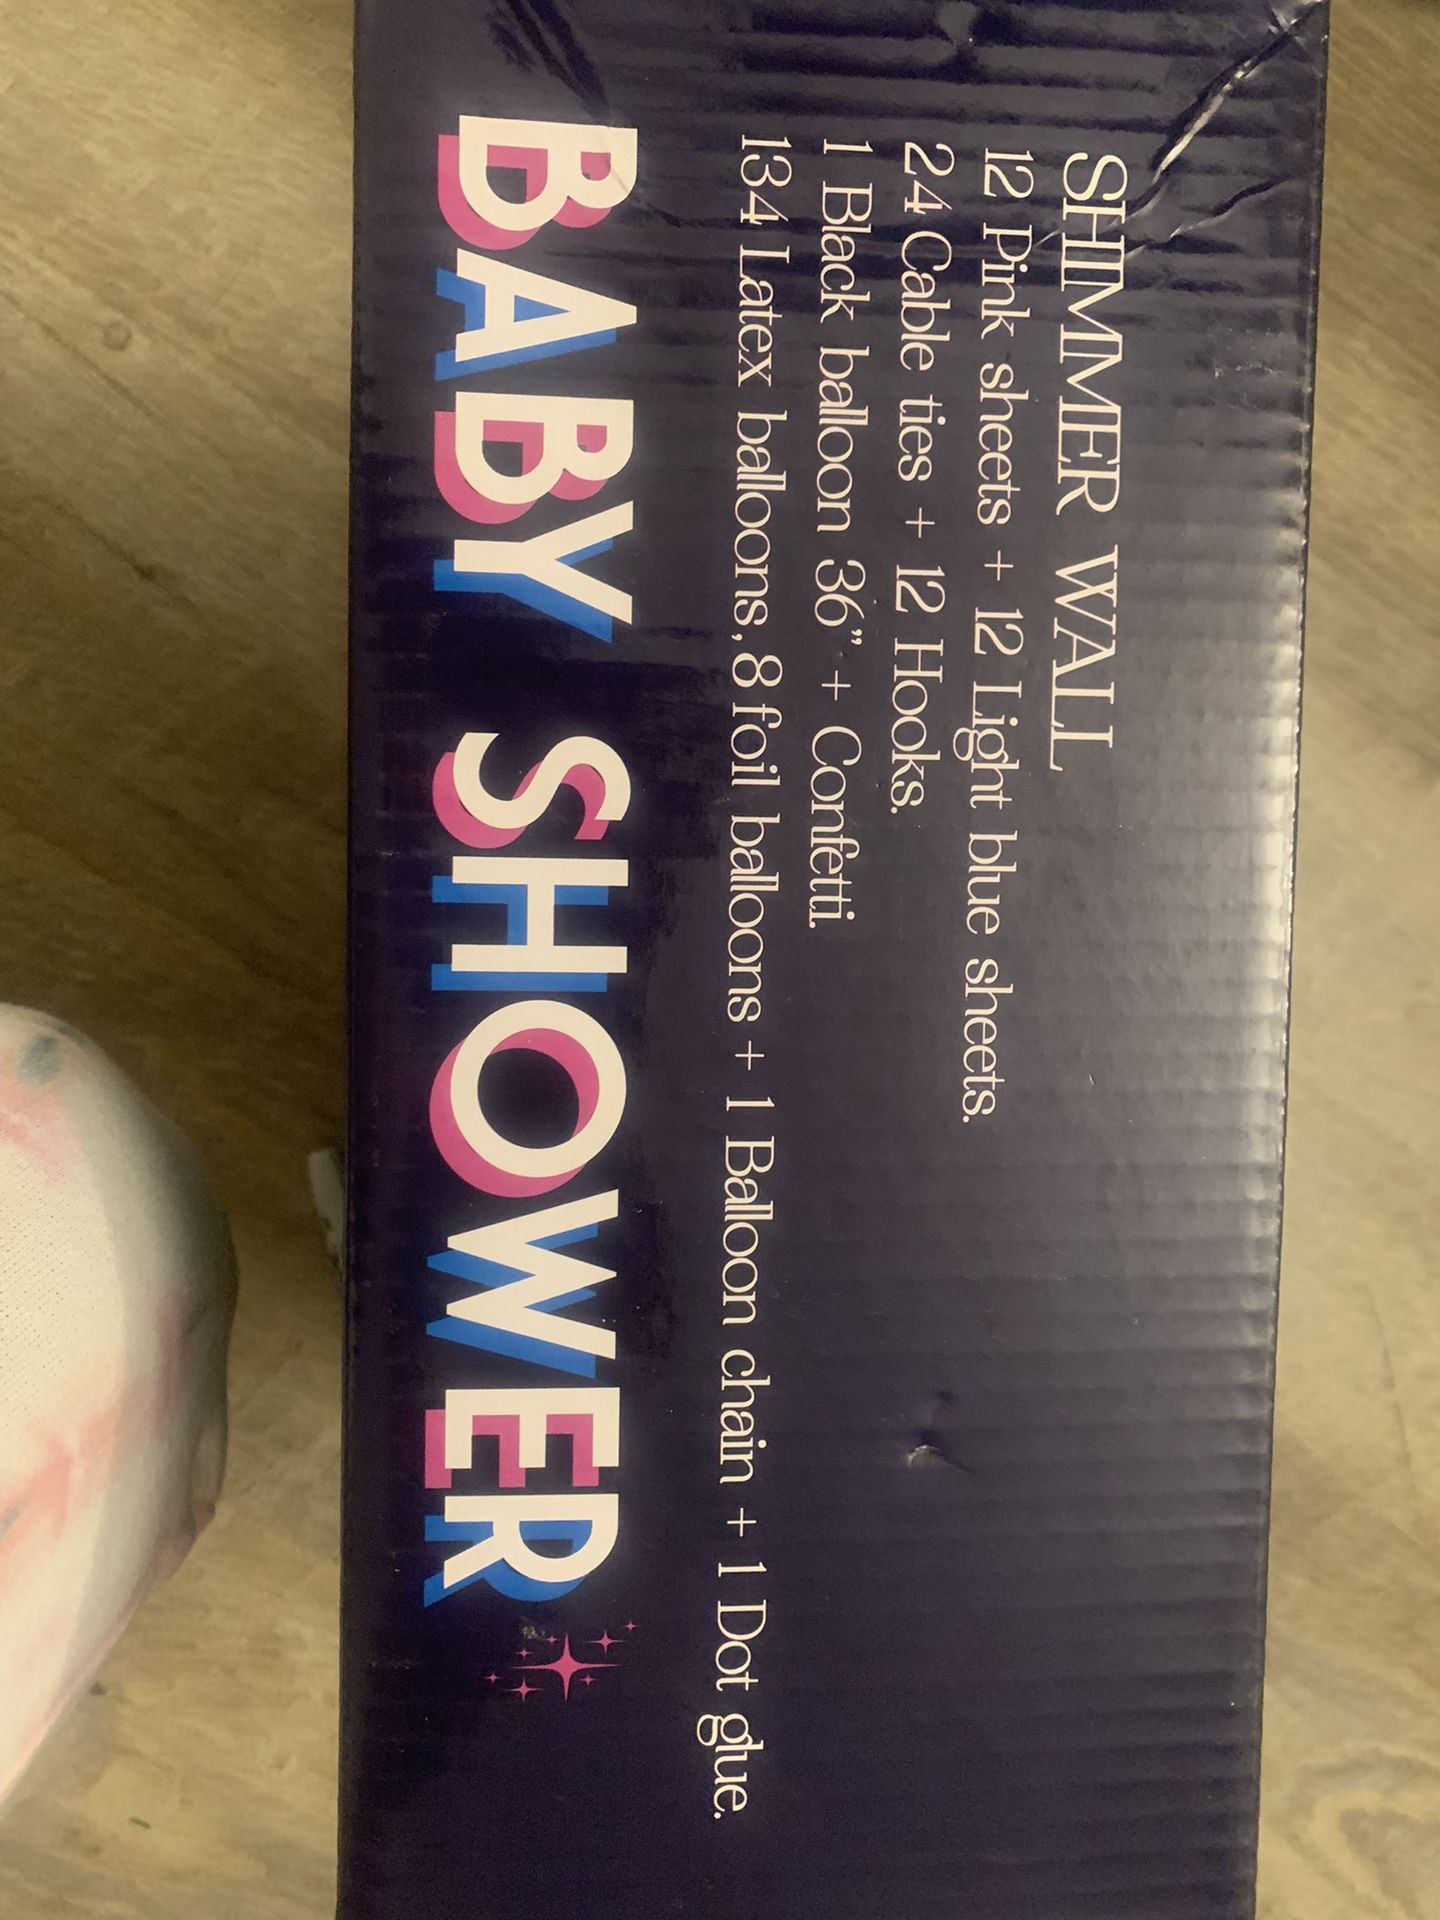 SHIMMER WALL
12 Pink sheets + 12 Light blue sheets.
24 Cable ties + 12 Hooks.
1 Black balloon 36” + Confetti.
134 Latex balloons, 8 foil balloons + 1 Balloon chain + 1 Dot glue.
BABY SHOWER